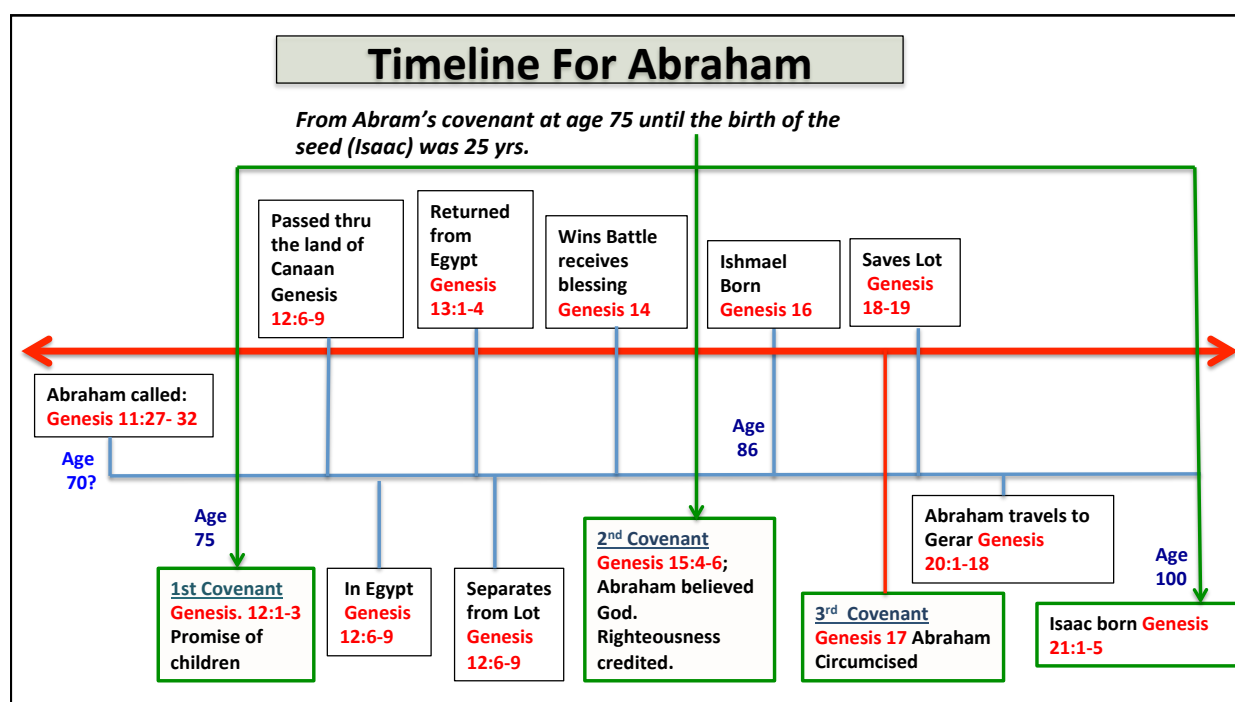 Timeline For Abraham
From Abram’s covenant at age 75 until the birth of the
seed (Isaac) was 25 yrs.
Passed thru
the land of
Canaan
Genesis
12:6-9
Returned
from
Egypt
Genesis
13:1-4
Wins Battle
receives
blessing
Genesis 14
Ishmael
Born
Genesis 16
Saves Lot
Genesis
18-19
Abraham called:
Genesis 11:27- 32
Age
70?
Age
75
Age
86
Age
100
1st Covenant
Genesis. 12:1-3
Promise of
children
In Egypt
Genesis
12:6-9
Separates
from Lot
Genesis
12:6-9
2nd Covenant
Genesis 15:4-6;
Abraham believed
God.
Righteousness
credited.
3rd Covenant
Genesis 17 Abraham
Circumcised
Abraham travels to
Gerar Genesis
20:1-18
Isaac born Genesis
21:1-5